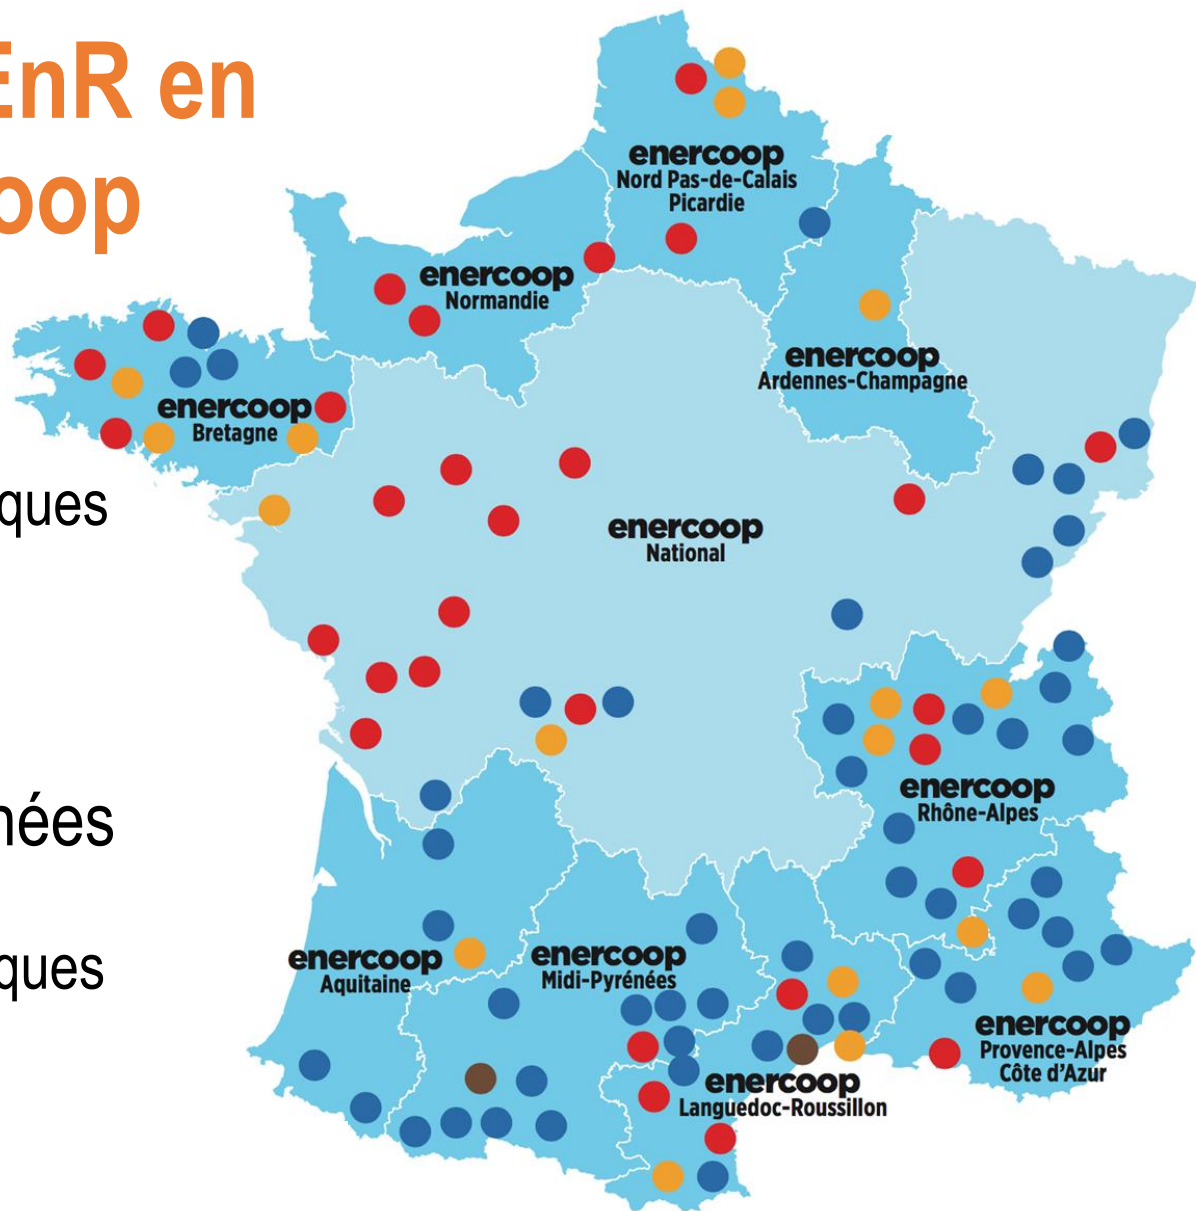 EnR en
oop
enercoop
Nord Pas-de-Calais
Picardie
enercoop
Normandie
enercoop
Ardennes-Champagne
enercoop
Bretagne
ques
enercoop
National
nées
enercoop
Rhône-Alpes
ques
enercoop
Aquitaine
enercoop
Midi-Pyrénées
enercoop
Provence-Alpes
Côte d'Azur
enercoop
Languedoc-Roussillon